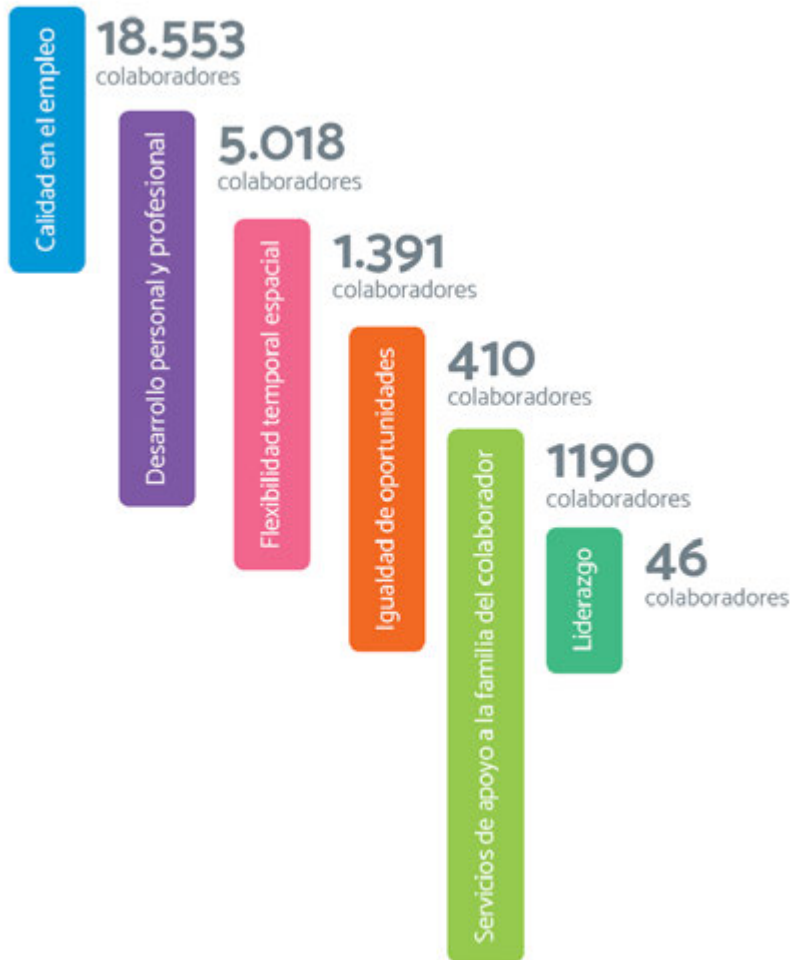 Calidad en el empleo
18.553
colaboradores
Desarrollo personal y profesional
5.018
colaboradores
Flexibilidad temporal espacial
1.391
colaboradores
Igualdad de oportunidades
410
colaboradores
Servicios de apoyo a la familia del colaborador
1190
colaboradores
Liderazgo
46
colaboradores